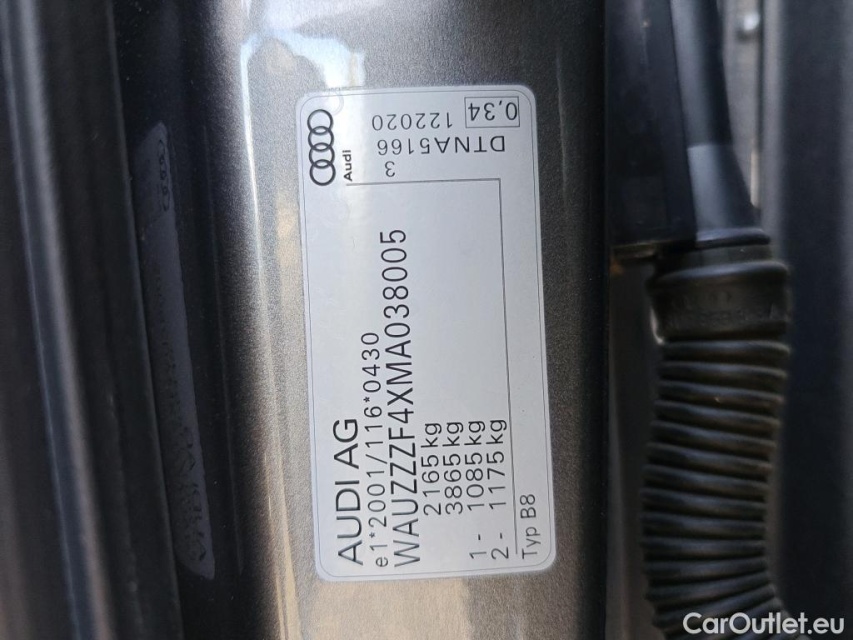 AUDI AG
e1*2001/116*0430
WAUZZZF4XMA038005
2165 kg
3865 kg
1- 1085 kg
2- 1175 kg
Typ B8
Audi
3
DTNA5166
122020
0,34
CarOutlet.eu